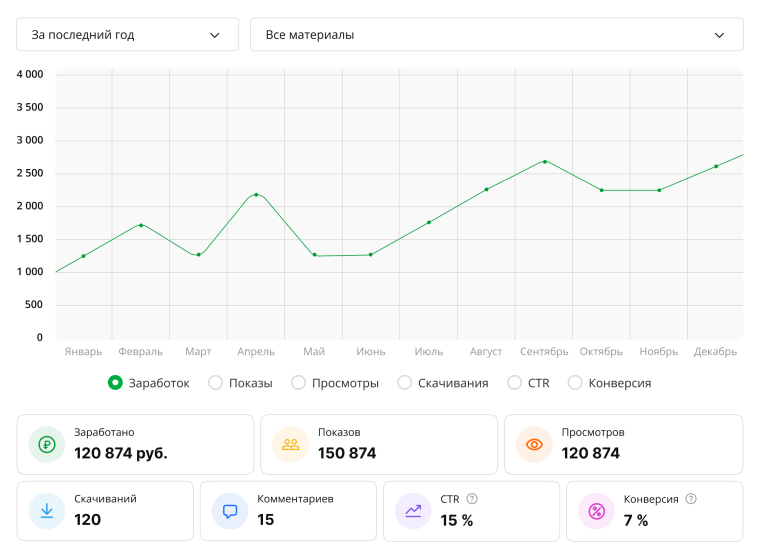 За последний год
Все материалы
4 000
3 500
3 000
2 500
2 000
1 500
1 000
500
0
Январь Февраль Март Апрель Май Июнь Июль Август Сентябрь Октябрь Ноябрь Декабрь
Заработок Показы Просмотры Скачивания CTR Конверсия
Заработано
120 874 руб.
Показов
150 874
Просмотров
120 874
Скачиваний
120
Комментариев
15
CTR ?
15 %
Конверсия ?
7 %